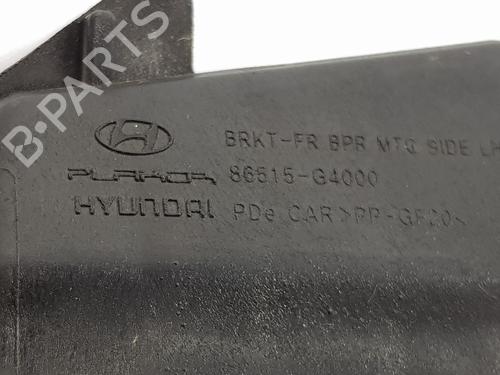 BRKT-FR BPR MTG SIDE LH
PLAKOR 86515-G4000
HYUNDAI PDe CAR >PP-GF20<
B-PARTS